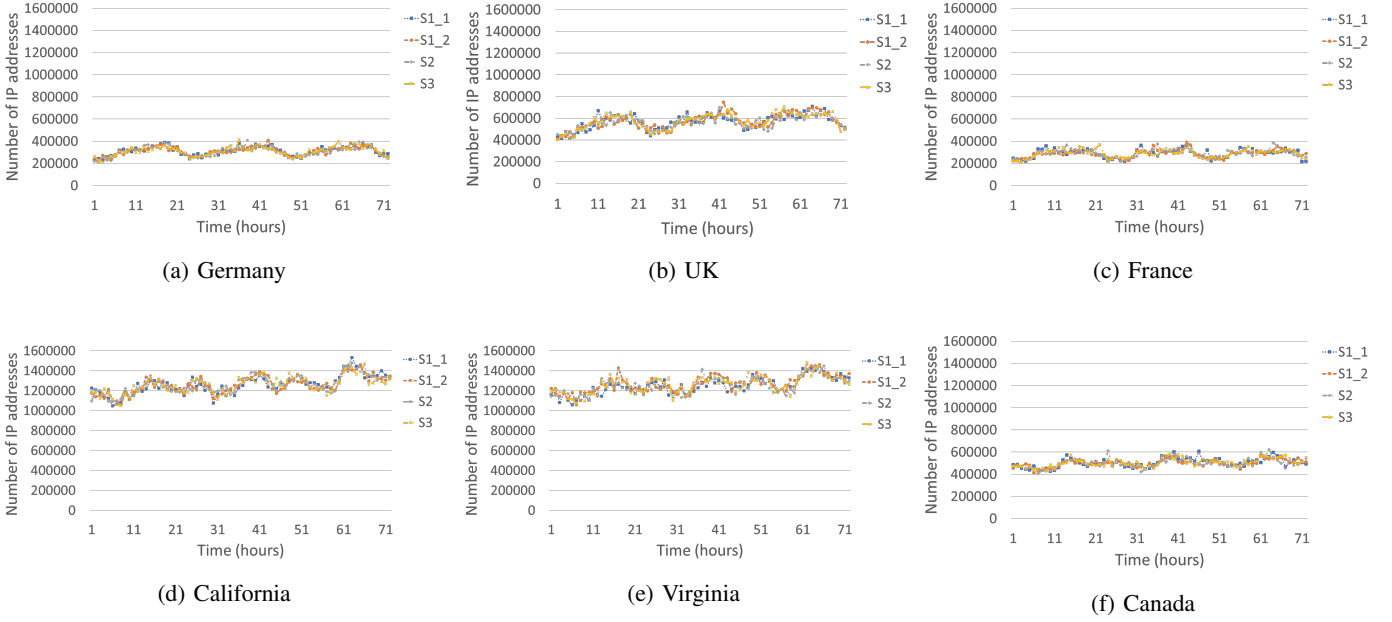 Number of IP addresses
1600000
1400000
1200000
1000000
800000
600000
400000
200000
0
1 11 21 31 41 51 61 71
Time (hours)
S1_1
S1_2
S2
S3
(a) Germany
Number of IP addresses
1600000
1400000
1200000
1000000
800000
600000
400000
200000
0
1 11 21 31 41 51 61 71
Time (hours)
S1_1
S1_2
S2
S3
(b) UK
Number of IP addresses
1600000
1400000
1200000
1000000
800000
600000
400000
200000
0
1 11 21 31 41 51 61 71
Time (hours)
S1_1
S1_2
S2
S3
(c) France
Number of IP addresses
1600000
1400000
1200000
1000000
800000
600000
400000
200000
0
1 11 21 31 41 51 61 71
Time (hours)
S1_1
S1_2
S2
S3
(d) California
Number of IP addresses
1600000
1400000
1200000
1000000
800000
600000
400000
200000
0
1 11 21 31 41 51 61 71
Time (hours)
S1_1
S1_2
S2
S3
(e) Virginia
Number of IP addresses
1600000
1400000
1200000
1000000
800000
600000
400000
200000
0
1 11 21 31 41 51 61 71
Time (hours)
S1_1
S1_2
S2
S3
(f) Canada